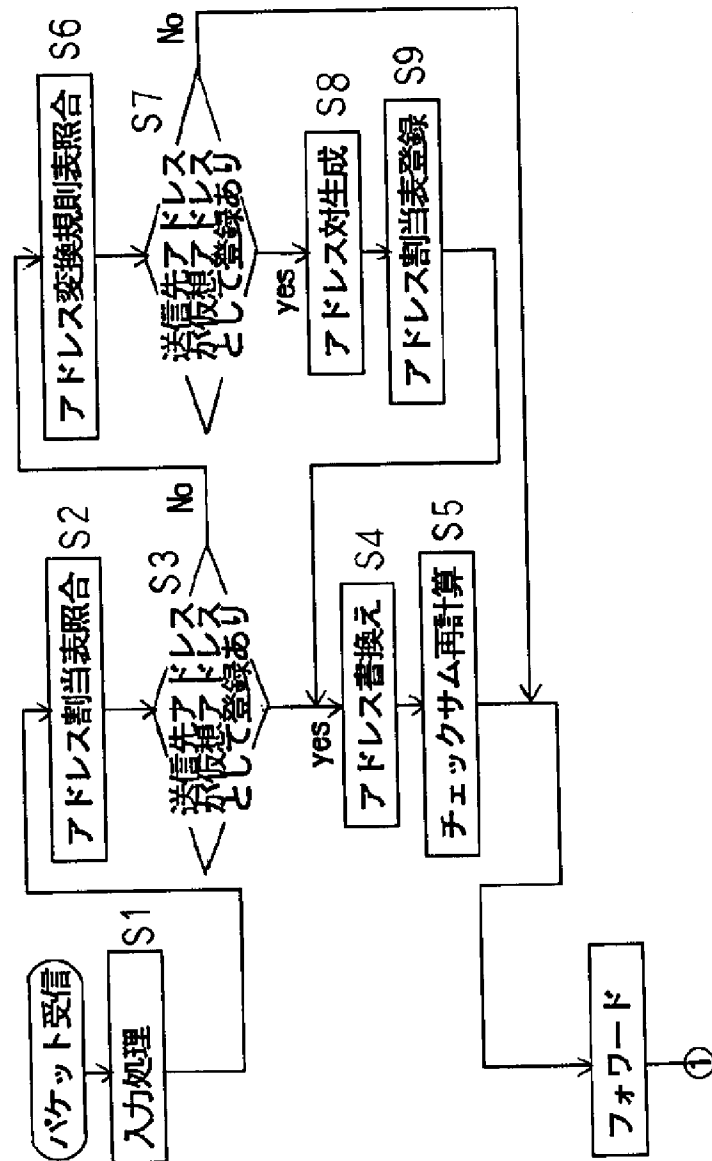 パケット受信
入力処理
S1
アドレス割当表照合
S2
送信先アドレス
が仮想アドレス
として登録あり
S3
No
yes
アドレス書換え
S4
チェックサム再計算
S5
アドレス変換規則表照合
S6
送信先アドレス
が仮想アドレス
として登録あり
S7
No
yes
アドレス対生成
S8
アドレス割当表登録
S9
フォワード
①